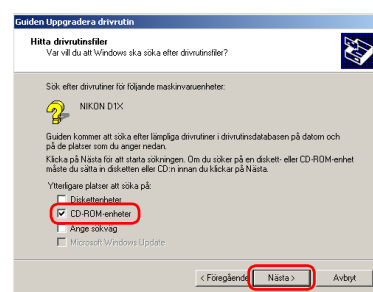 Guiden Uppgradera drivrutin
Hitta drivrutinsfiler
Var vill du att Windows ska söka efter drivrutinsfiler?
Sök efter drivrutiner för följande maskinvaruenheter:
NIKON D1X
Guiden kommer att söka efter lämpliga drivrutiner i drivrutinsdatabasen på datorn och
på de platser som du anger nedan.
Klicka på Nästa för att starta sökningen. Om du söker på en diskett- eller CD-ROM-enhet
måste du sätta in disketten eller CD:n innan du klickar på Nästa.
Ytterligare platser att söka på:
Diskettenheter
CD-ROM-enheter
Ange sökväg
Microsoft Windows Update
< Föregående Nästa > Avbryt